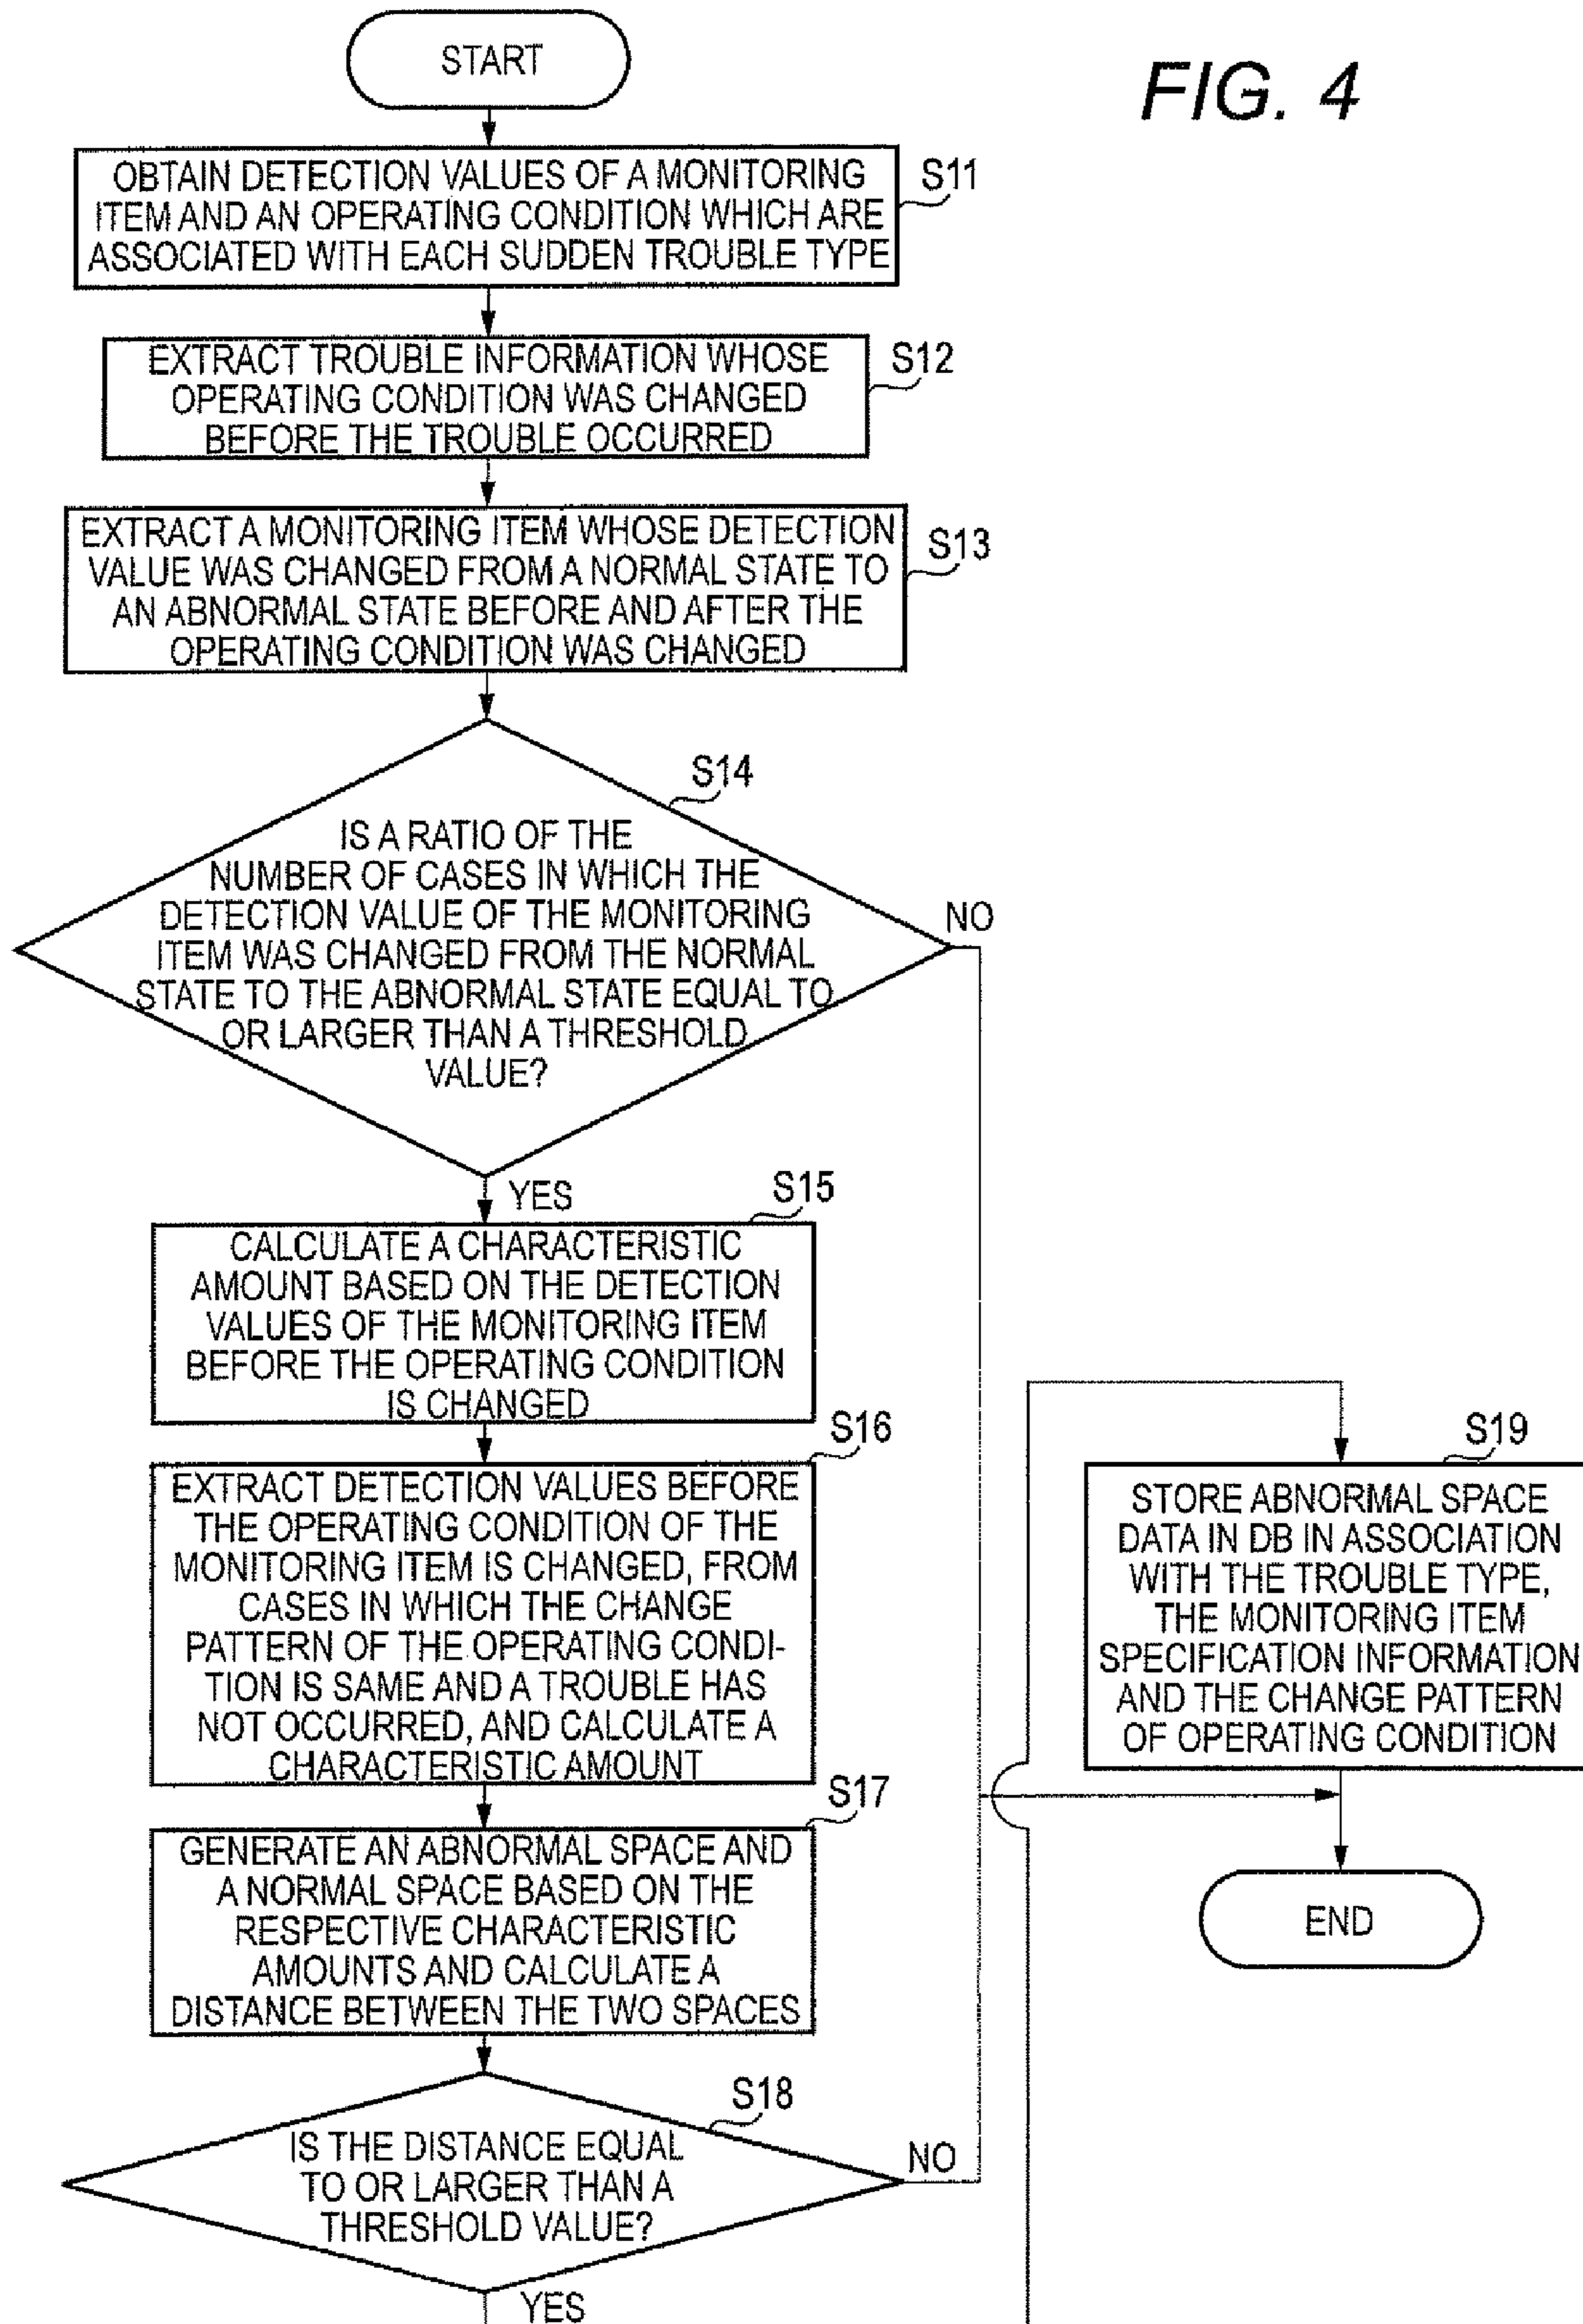 FIG. 4
START
OBTAIN DETECTION VALUES OF A MONITORING
ITEM AND AN OPERATING CONDITION WHICH ARE
ASSOCIATED WITH EACH SUDDEN TROUBLE TYPE
S11
EXTRACT TROUBLE INFORMATION WHOSE
OPERATING CONDITION WAS CHANGED
BEFORE THE TROUBLE OCCURRED
S12
EXTRACT A MONITORING ITEM WHOSE DETECTION
VALUE WAS CHANGED FROM A NORMAL STATE TO
AN ABNORMAL STATE BEFORE AND AFTER THE
OPERATING CONDITION WAS CHANGED
S13
S14
IS A RATIO OF THE
NUMBER OF CASES IN WHICH THE
DETECTION VALUE OF THE MONITORING
ITEM WAS CHANGED FROM THE NORMAL
STATE TO THE ABNORMAL STATE EQUAL TO
OR LARGER THAN A THRESHOLD
VALUE?
NO
YES
S15
CALCULATE A CHARACTERISTIC
AMOUNT BASED ON THE DETECTION
VALUES OF THE MONITORING ITEM
BEFORE THE OPERATING CONDITION
IS CHANGED
S16
EXTRACT DETECTION VALUES BEFORE
THE OPERATING CONDITION OF THE
MONITORING ITEM IS CHANGED, FROM
CASES IN WHICH THE CHANGE
PATTERN OF THE OPERATING CONDI-
TION IS SAME AND A TROUBLE HAS
NOT OCCURRED, AND CALCULATE A
CHARACTERISTIC AMOUNT
S17
GENERATE AN ABNORMAL SPACE AND
A NORMAL SPACE BASED ON THE
RESPECTIVE CHARACTERISTIC
AMOUNTS AND CALCULATE A
DISTANCE BETWEEN THE TWO SPACES
S18
IS THE DISTANCE EQUAL
TO OR LARGER THAN A
THRESHOLD VALUE?
NO
YES
S19
STORE ABNORMAL SPACE
DATA IN DB IN ASSOCIATION
WITH THE TROUBLE TYPE,
THE MONITORING ITEM
SPECIFICATION INFORMATION
AND THE CHANGE PATTERN
OF OPERATING CONDITION
END